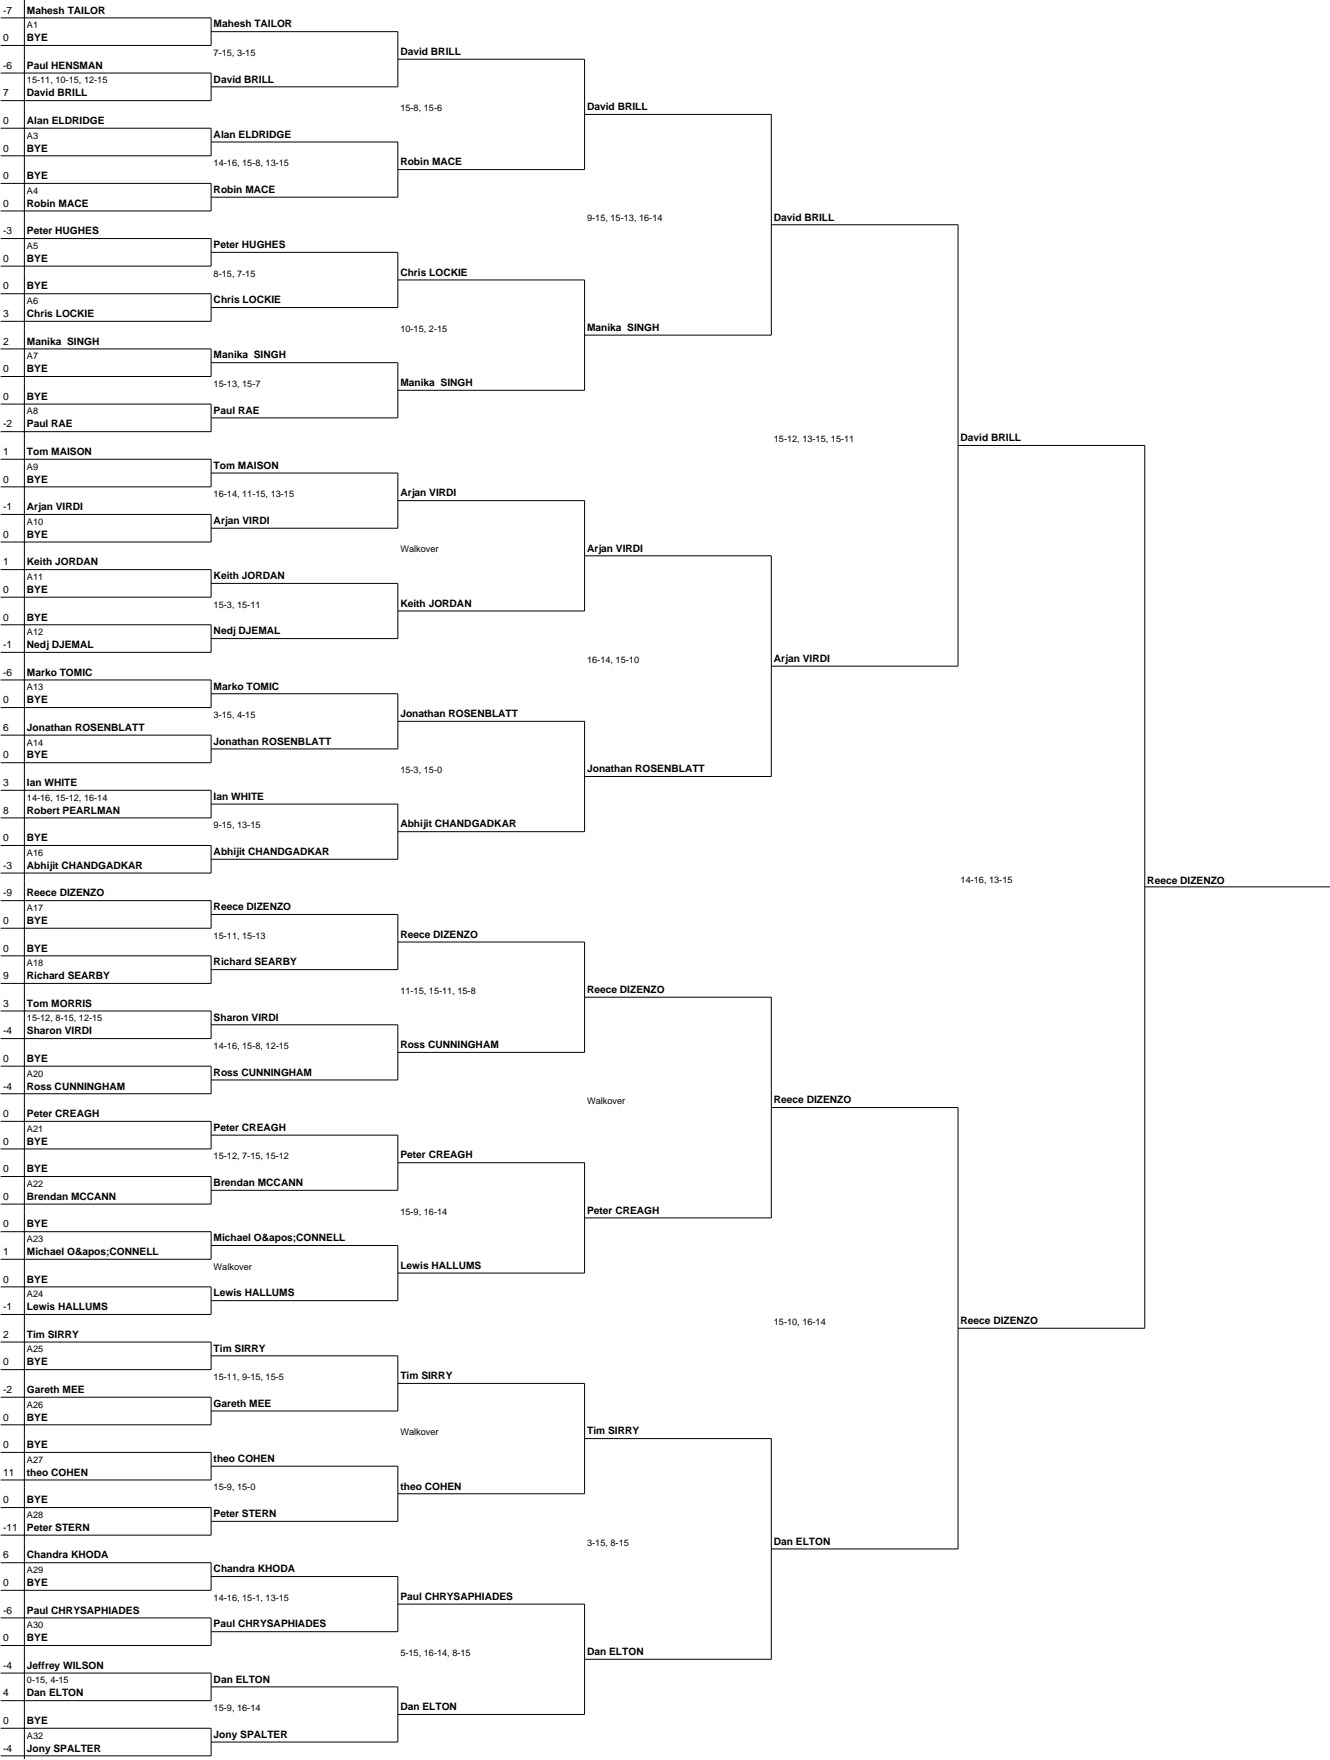 -7 Mahesh TAILOR
A1 Mahesh TAILOR
0 BYE
7-15, 3-15 David BRILL
-6 Paul HENSMAN
15-11, 10-15, 12-15 David BRILL
7 David BRILL
15-8, 15-6 David BRILL
0 Alan ELDRIDGE
A3 Alan ELDRIDGE
0 BYE
14-16, 15-8, 13-15 Robin MACE
0 BYE
A4 Robin MACE
0 Robin MACE
9-15, 15-13, 16-14 David BRILL
-3 Peter HUGHES
A5 Peter HUGHES
0 BYE
8-15, 7-15 Chris LOCKIE
0 BYE
A6 Chris LOCKIE
3 Chris LOCKIE
10-15, 2-15 Manika SINGH
2 Manika SINGH
A7 Manika SINGH
0 BYE
15-13, 15-7 Manika SINGH
0 BYE
A8 Paul RAE
-2 Paul RAE
15-12, 13-15, 15-11 David BRILL
1 Tom MAISON
A9 Tom MAISON
0 BYE
16-14, 11-15, 13-15 Arjan VIRDI
-1 Arjan VIRDI
A10 Arjan VIRDI
0 BYE
Walkover Arjan VIRDI
1 Keith JORDAN
A11 Keith JORDAN
0 BYE
15-3, 15-11 Keith JORDAN
0 BYE
A12 Nedj DJEMAL
-1 Nedj DJEMAL
16-14, 15-10 Arjan VIRDI
-6 Marko TOMIC
A13 Marko TOMIC
0 BYE
3-15, 4-15 Jonathan ROSENBLATT
6 Jonathan ROSENBLATT
A14 Jonathan ROSENBLATT
0 BYE
15-3, 15-0 Jonathan ROSENBLATT
3 Ian WHITE
14-16, 15-12, 16-14 Ian WHITE
8 Robert PEARLMAN
9-15, 13-15 Abhijit CHANDGADKAR
0 BYE
A16 Abhijit CHANDGADKAR
-3 Abhijit CHANDGADKAR
14-16, 13-15 Reece DIZENZO
-9 Reece DIZENZO
A17 Reece DIZENZO
0 BYE
15-11, 15-13 Reece DIZENZO
0 BYE
A18 Richard SEARBY
9 Richard SEARBY
11-15, 15-11, 15-8 Reece DIZENZO
3 Tom MORRIS
15-12, 8-15, 12-15 Sharon VIRDI
-4 Sharon VIRDI
14-16, 15-8, 12-15 Ross CUNNINGHAM
0 BYE
A20 Ross CUNNINGHAM
-4 Ross CUNNINGHAM
Walkover Reece DIZENZO
0 Peter CREAGH
A21 Peter CREAGH
0 BYE
15-12, 7-15, 15-12 Peter CREAGH
0 BYE
A22 Brendan MCCANN
0 Brendan MCCANN
15-9, 16-14 Peter CREAGH
0 BYE
A23 Michael O&apos;CONNELL
1 Michael O&apos;CONNELL
Walkover Lewis HALLUMS
0 BYE
A24 Lewis HALLUMS
-1 Lewis HALLUMS
15-10, 16-14 Reece DIZENZO
2 Tim SIRRY
A25 Tim SIRRY
0 BYE
15-11, 9-15, 15-5 Tim SIRRY
-2 Gareth MEE
A26 Gareth MEE
0 BYE
Walkover Tim SIRRY
0 BYE
A27 theo COHEN
11 theo COHEN
15-9, 15-0 theo COHEN
0 BYE
A28 Peter STERN
-11 Peter STERN
3-15, 8-15 Dan ELTON
6 Chandra KHODA
A29 Chandra KHODA
0 BYE
14-16, 15-1, 13-15 Paul CHRYSAPHIADES
-6 Paul CHRYSAPHIADES
A30 Paul CHRYSAPHIADES
0 BYE
5-15, 16-14, 8-15 Dan ELTON
-4 Jeffrey WILSON
0-15, 4-15 Dan ELTON
4 Dan ELTON
15-9, 16-14 Dan ELTON
0 BYE
A32 Jony SPALTER
-4 Jony SPALTER